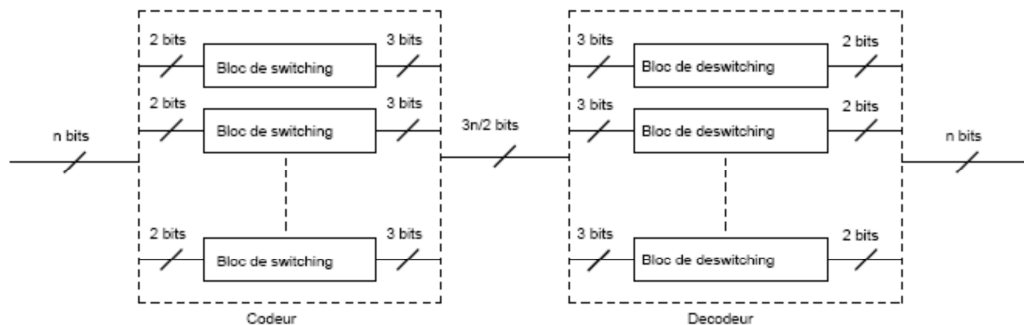 2 bits
3 bits
Bloc de switching
2 bits
3 bits
Bloc de switching
n bits
2 bits
3 bits
Bloc de switching
Codeur
3n/2 bits
3 bits
2 bits
Bloc de deswitching
3 bits
2 bits
Bloc de deswitching
3 bits
2 bits
Bloc de deswitching
n bits
Decodeur